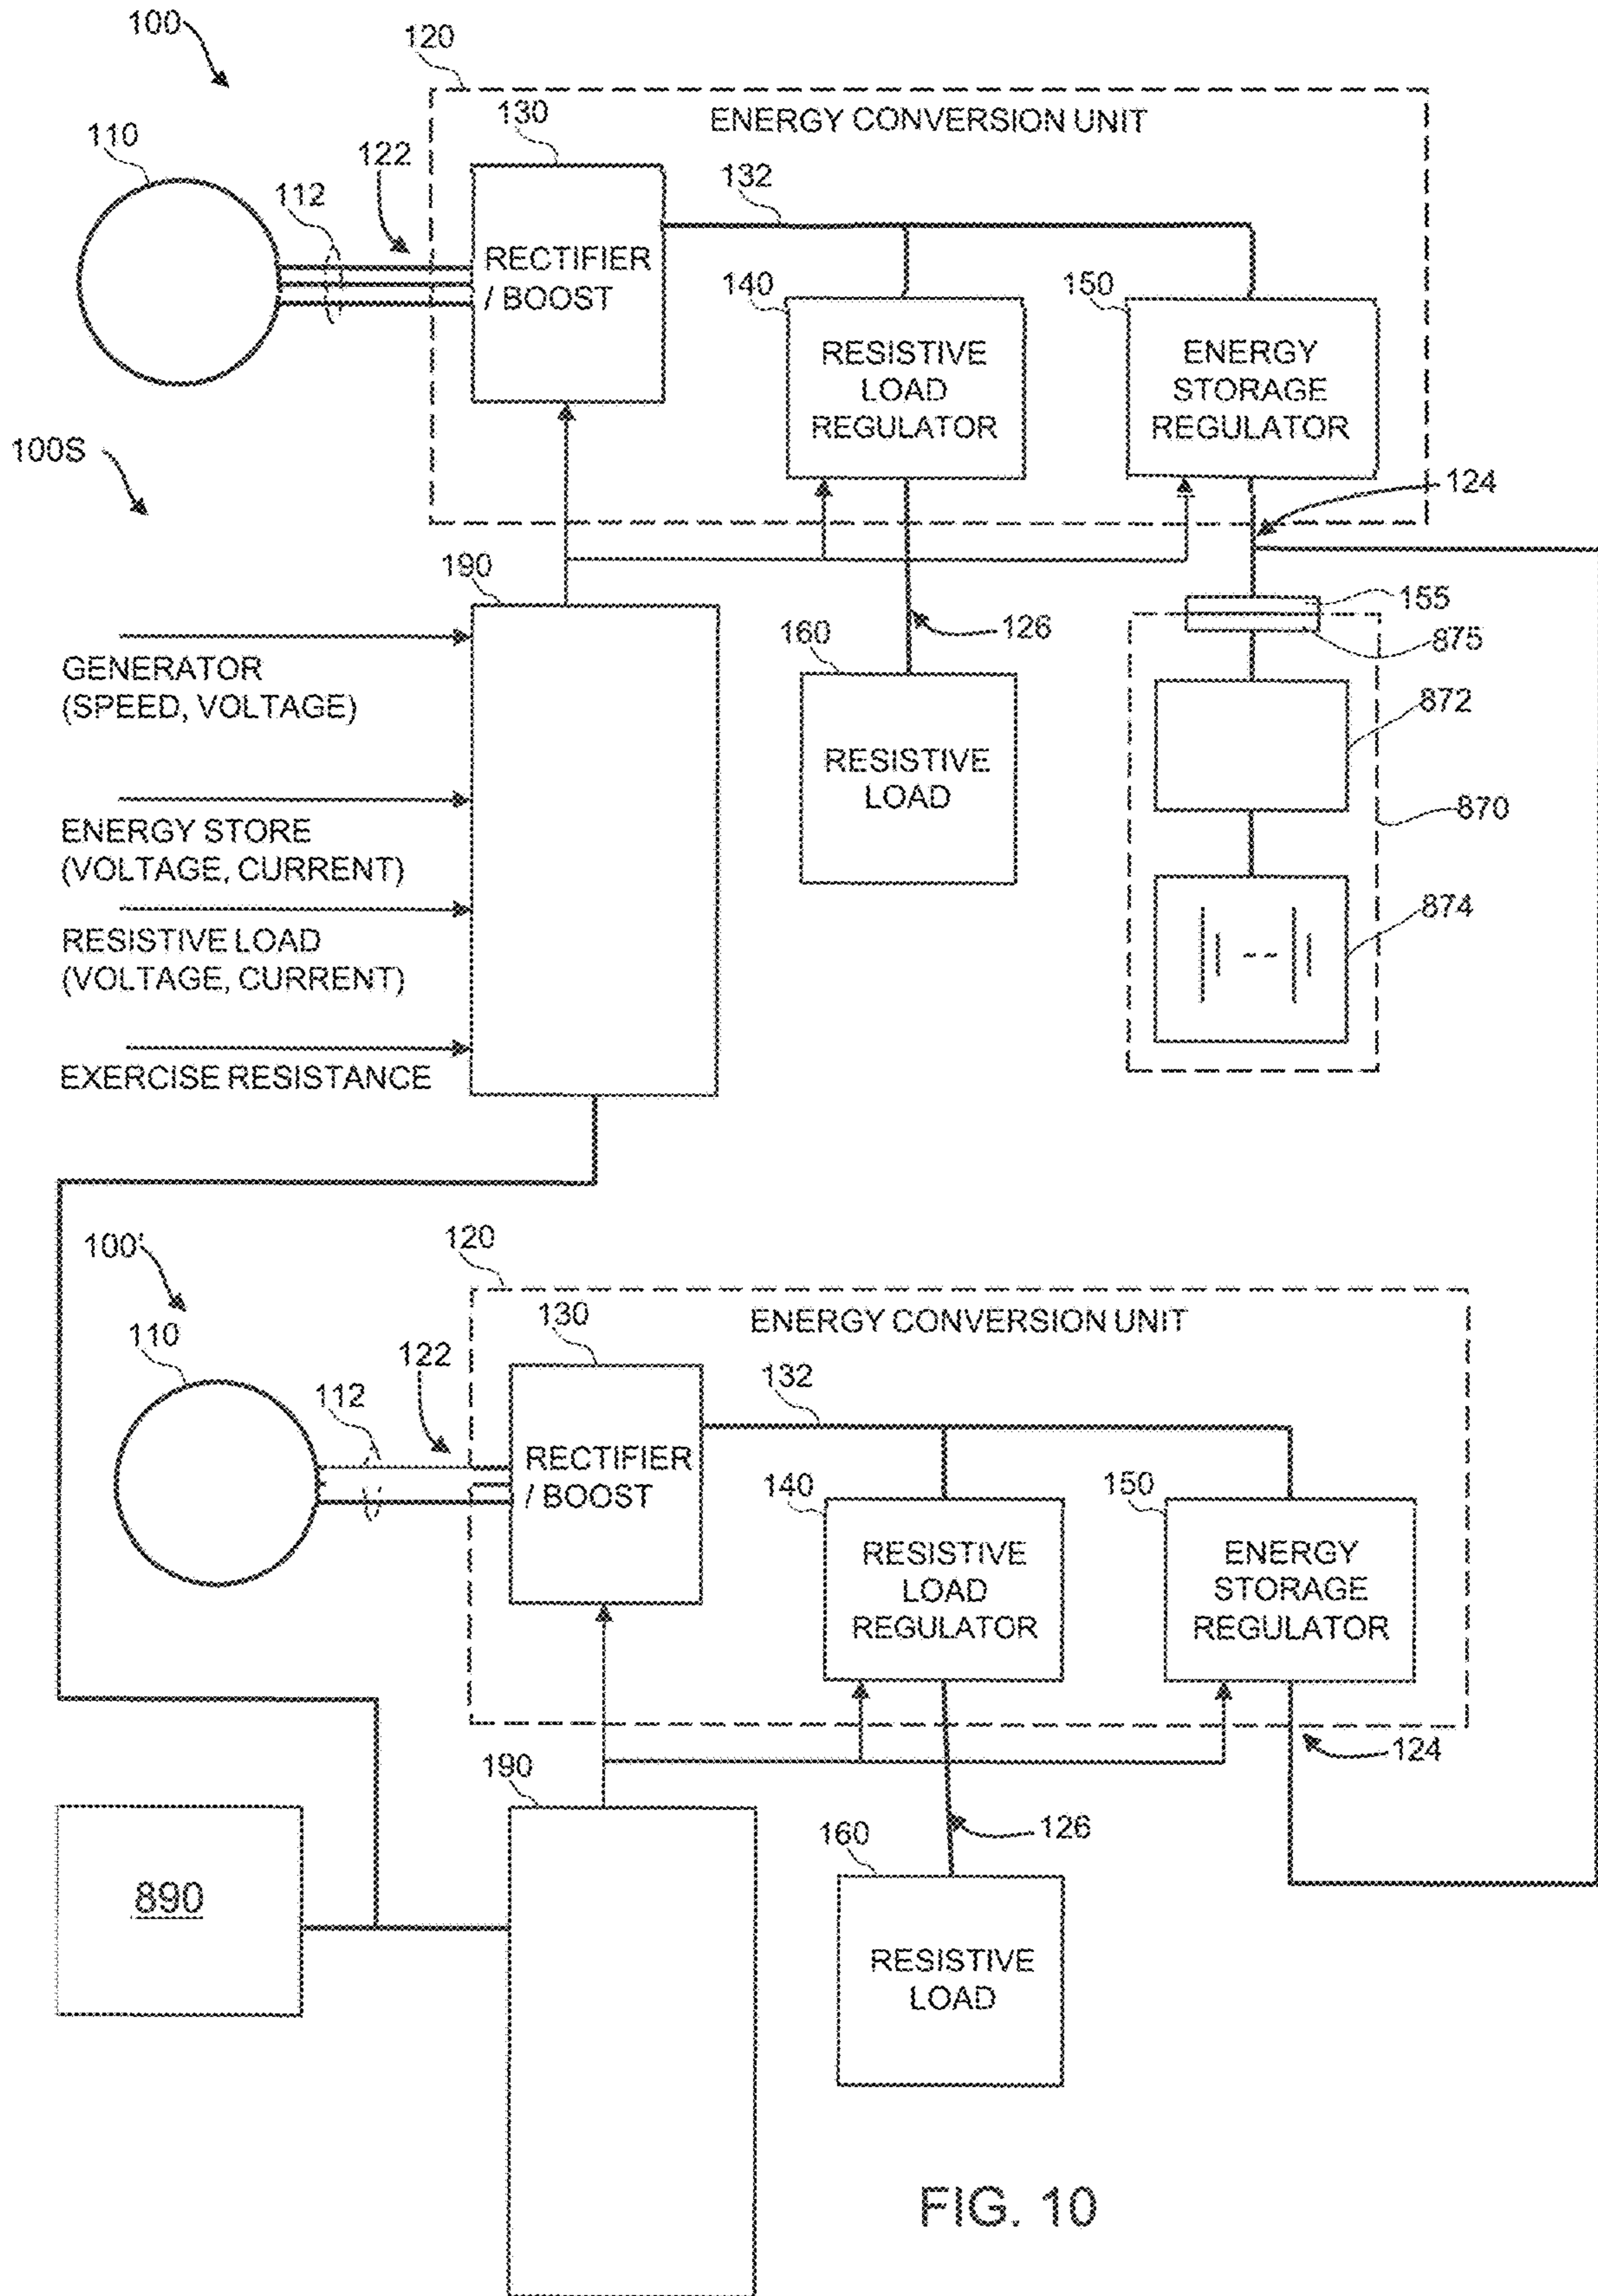 100
120
ENERGY CONVERSION UNIT
130
110
122
132
112
RECTIFIER
/ BOOST
140
150
RESISTIVE
LOAD
REGULATOR
ENERGY
STORAGE
REGULATOR
100S
124
190
155
126
160
875
GENERATOR
(SPEED, VOLTAGE)
872
RESISTIVE
LOAD
870
ENERGY STORE
(VOLTAGE, CURRENT)
874
RESISTIVE LOAD
(VOLTAGE, CURRENT)
EXERCISE RESISTANCE
100'
120
ENERGY CONVERSION UNIT
130
110
122
132
112
RECTIFIER
/ BOOST
140
150
RESISTIVE
LOAD
REGULATOR
ENERGY
STORAGE
REGULATOR
124
190
126
160
890
RESISTIVE
LOAD
FIG. 10